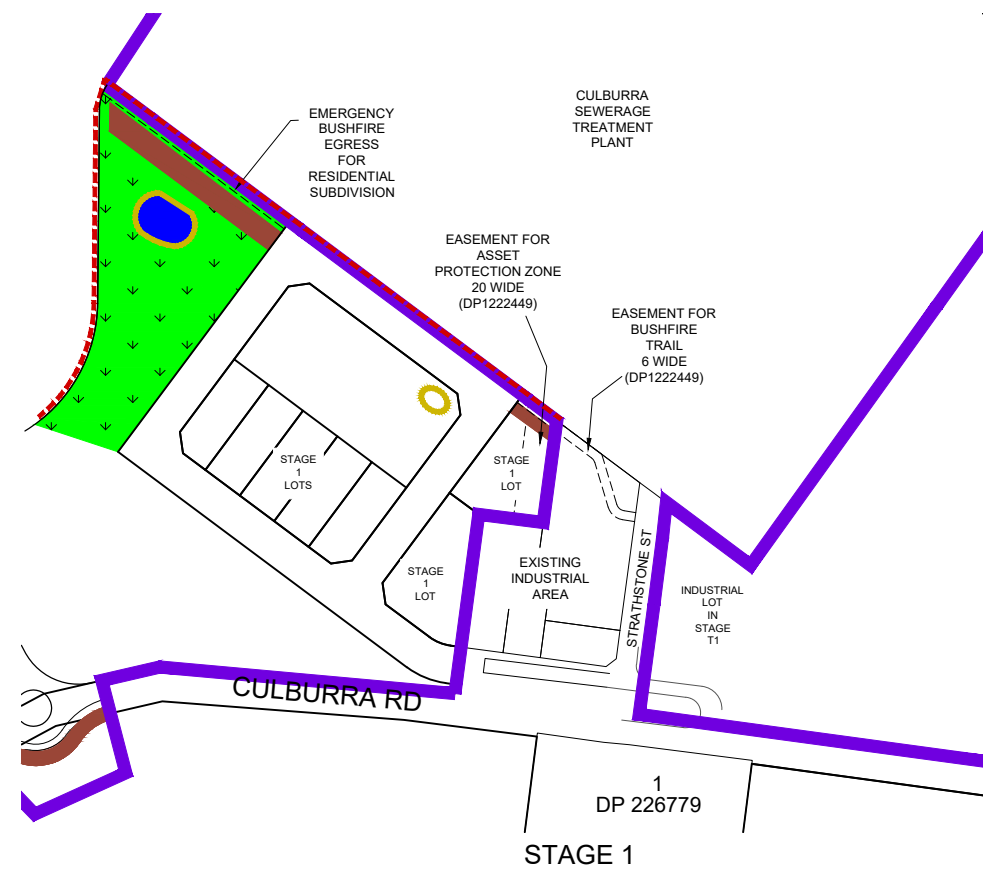 CULBURRA
SEWERAGE
TREATMENT
PLANT
EMERGENCY
BUSHFIRE
EGRESS
FOR
RESIDENTIAL
SUBDIVISION
EASEMENT FOR
ASSET
PROTECTION ZONE
20 WIDE
(DP1222449)
EASEMENT FOR
BUSHFIRE
TRAIL
6 WIDE
(DP1222449)
STAGE
1
LOTS
STAGE
1
LOT
STAGE
1
LOT
EXISTING
INDUSTRIAL
AREA
STRATHSTONE ST
INDUSTRIAL
LOT
IN
STAGE
T1
CULBURRA RD
1
DP 226779
STAGE 1